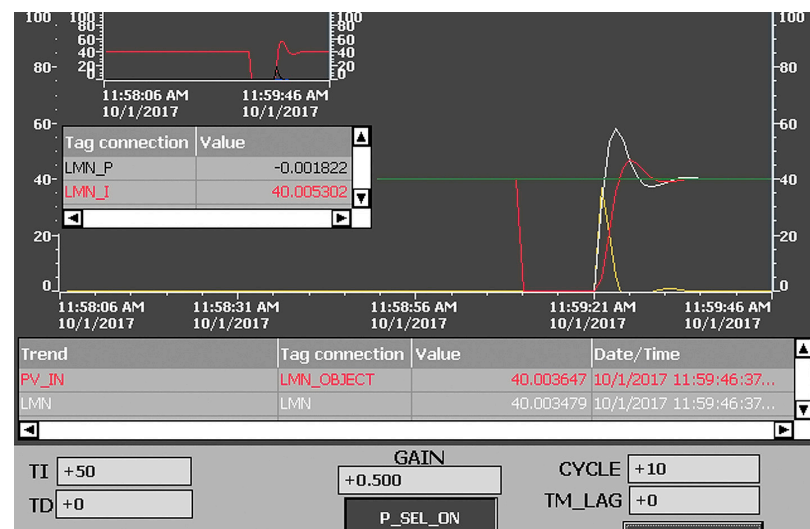 100 100 100 100
80 80
60 60
40 40
20 20
0 0
80 80
11:58:06 AM 11:59:46 AM
10/1/2017 10/1/2017
60 60
Tag connection Value
LMN_P -0.001822
40 40
LMN_I 40.005302
20 20
0 0
11:58:06 AM 11:58:31 AM 11:58:56 AM 11:59:21 AM 11:59:46 AM
10/1/2017 10/1/2017 10/1/2017 10/1/2017 10/1/2017
Trend Tag connection Value Date/Time
PV_IN LMN_OBJECT 40.003647 10/1/2017 11:59:46:37...
LMN LMN 40.003479 10/1/2017 11:59:46:37...
TI +50 GAIN CYCLE +10
+0.500
TD +0 TM_LAG +0
P_SEL_ON